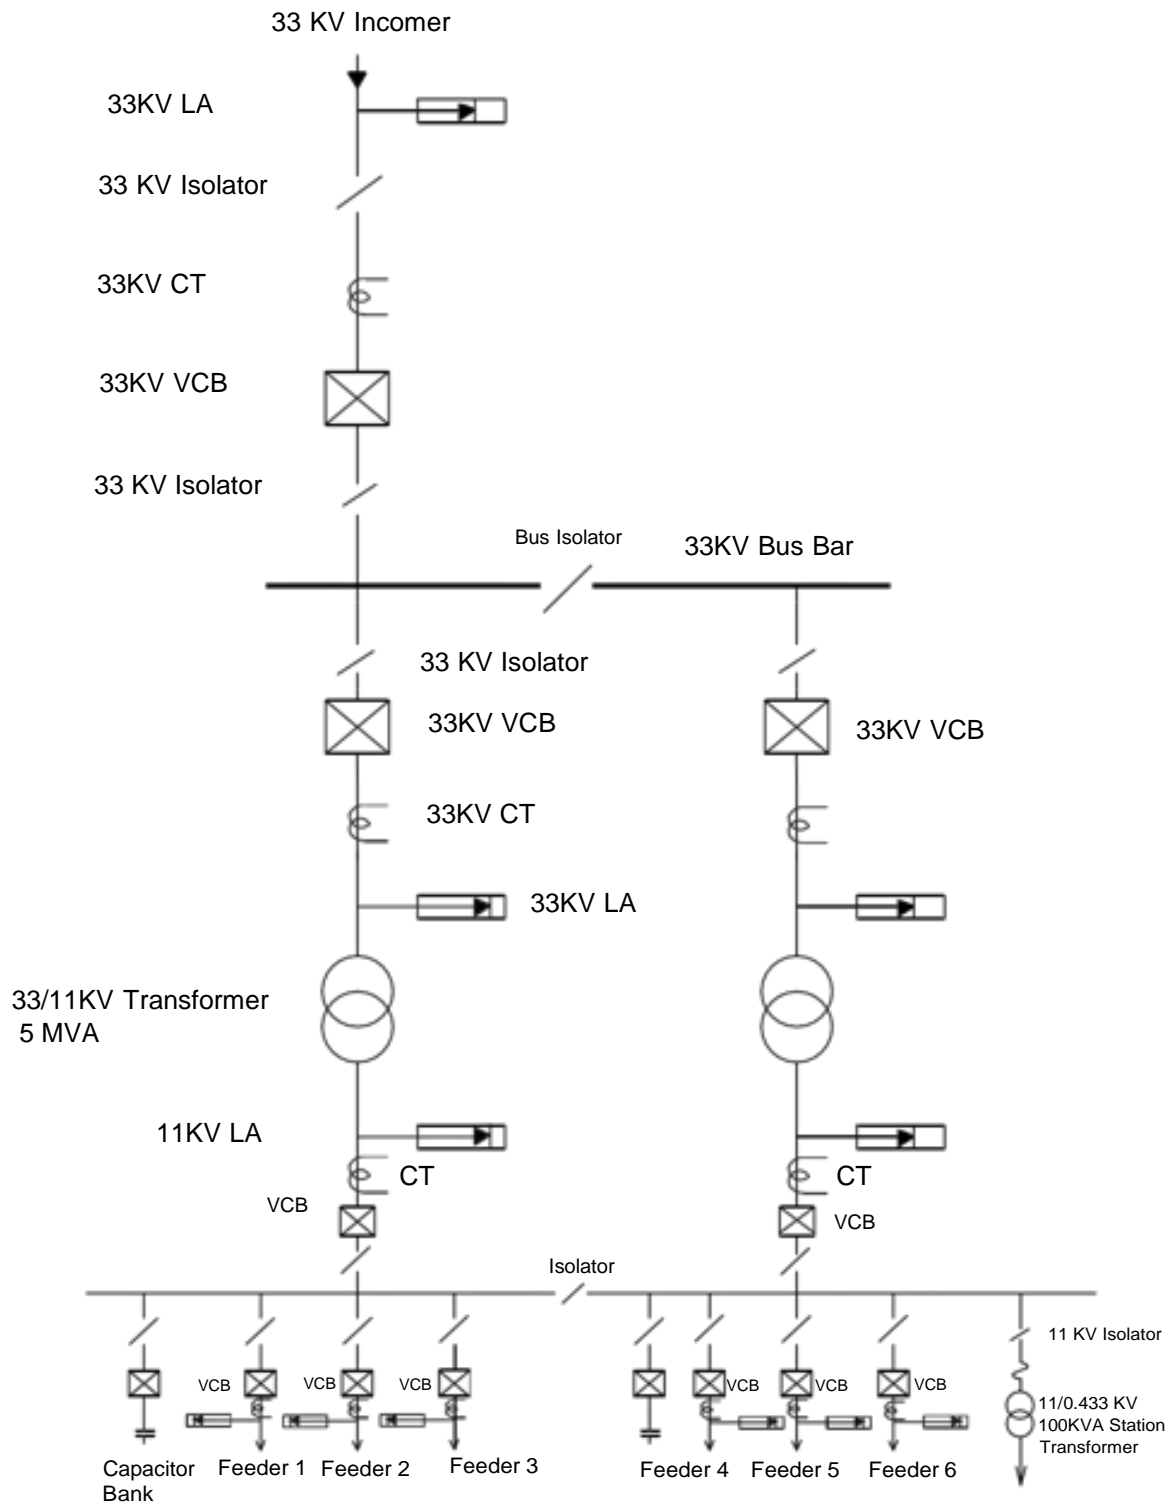 33 KV Incomer
33KV LA
33 KV Isolator
33KV CT
33KV VCB
33 KV Isolator
Bus Isolator
33KV Bus Bar
33 KV Isolator
33KV VCB
33KV VCB
33KV CT
33KV LA
33/11KV Transformer
5 MVA
11KV LA
CT
CT
VCB
VCB
Isolator
11 KV Isolator
VCB
VCB
VCB
VCB
VCB
VCB
11/0.433 KV
100KVA Station
Transformer
Capacitor
Bank
Feeder 1
Feeder 2
Feeder 3
Feeder 4
Feeder 5
Feeder 6